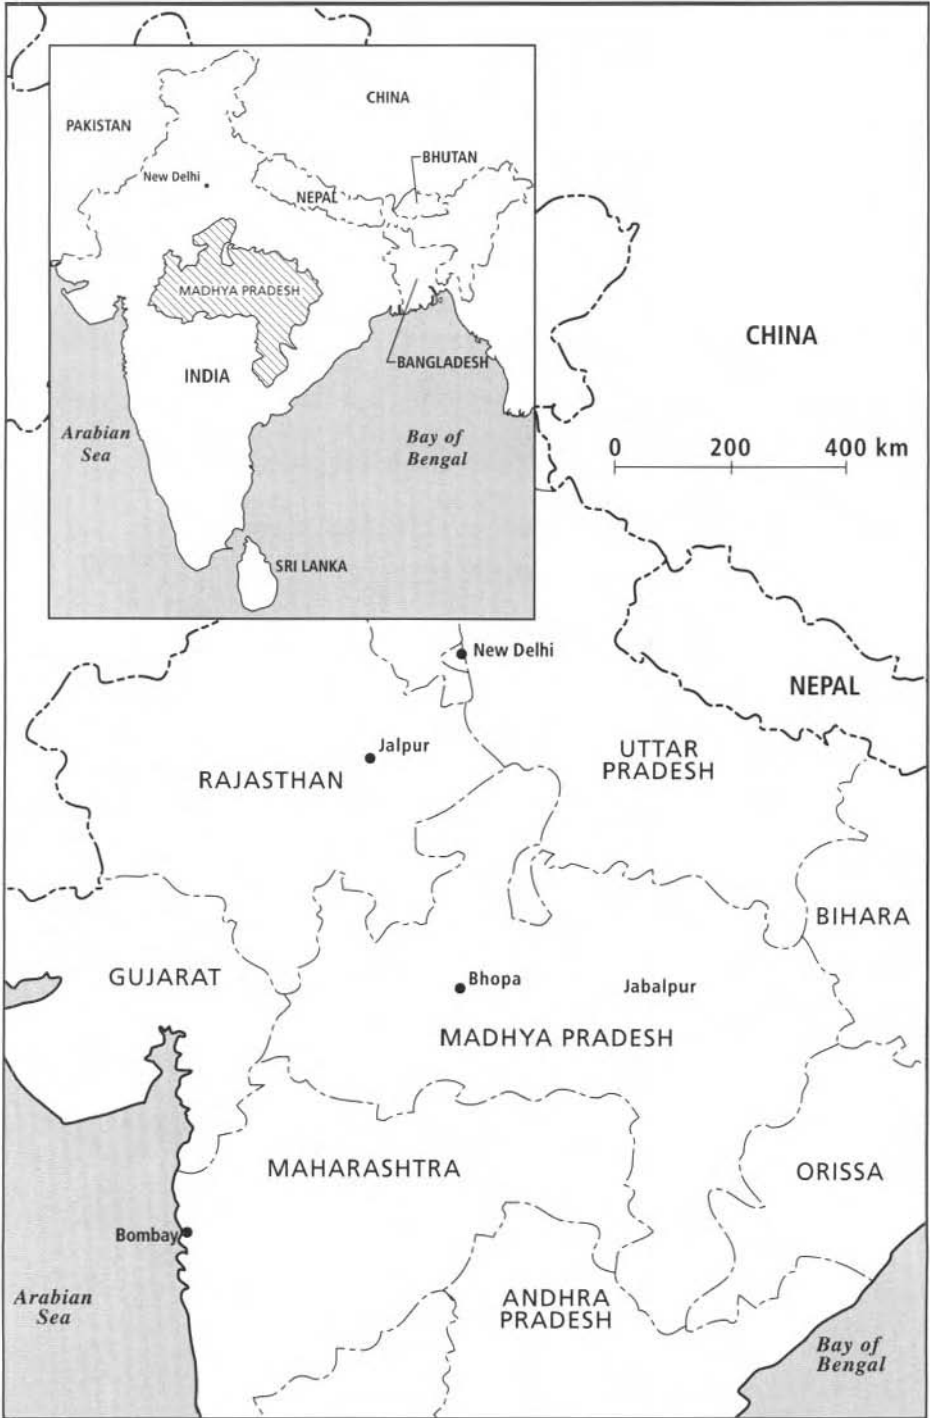 CHINA
PAKISTAN
BHUTAN
New Delhi
NEPAL
MADHYA PRADESH
BANGLADESH
INDIA
Arabian
Sea
Bay of
Bengal
SRI LANKA
CHINA
0 200 400 km
New Delhi
NEPAL
Jalpur
UTTAR
PRADESH
RAJASTHAN
BIHARA
GUJARAT
Bhopa
Jabalpur
MADHYA PRADESH
MAHARASHTRA
ORISSA
Bombay
Arabian
Sea
ANDHRA
PRADESH
Bay of
Bengal